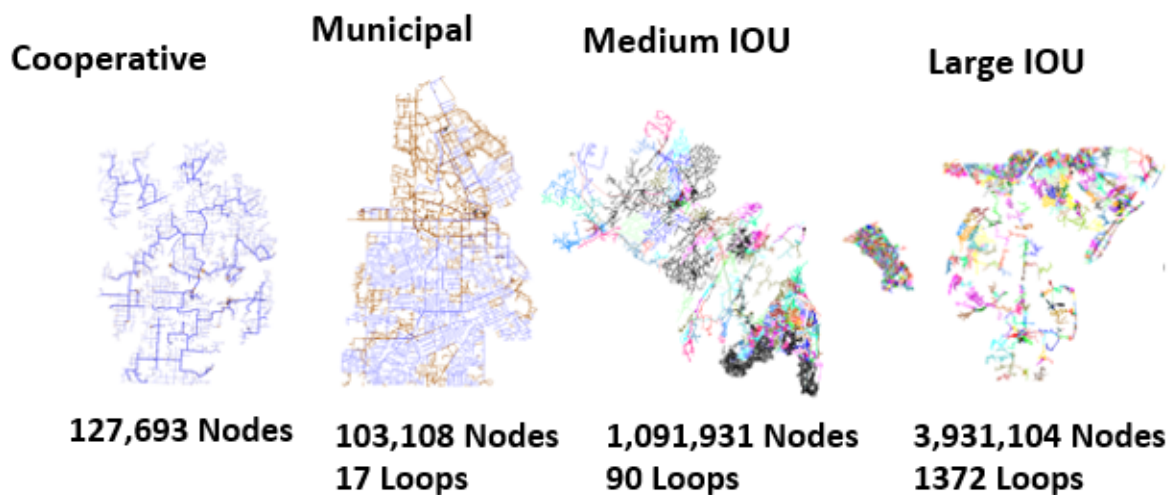 Cooperative
Municipal
Medium IOU
Large IOU
127,693 Nodes
103,108 Nodes
17 Loops
1,091,931 Nodes
90 Loops
3,931,104 Nodes
1372 Loops